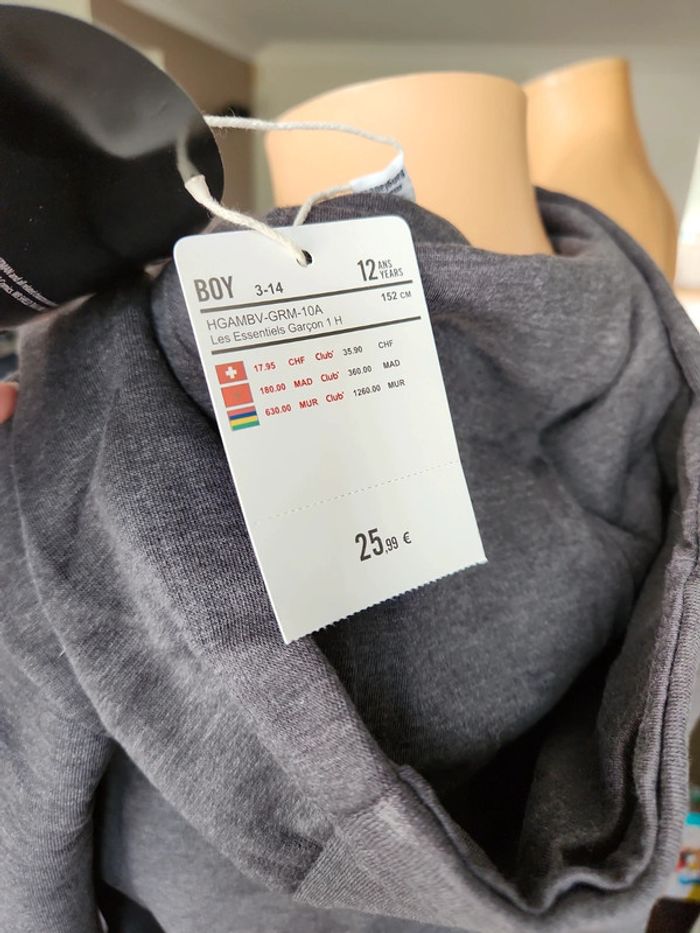 BOY 3-14 12 ANS YEARS
HGAMBV-GRM-10A 152 CM
Les Essentiels Garçon 1 H
17.95 CHF Club' 35.90 CHF
180.00 MAD Club' 360.00 MAD
630.00 MUR Club' 1260.00 MUR
25,99 €